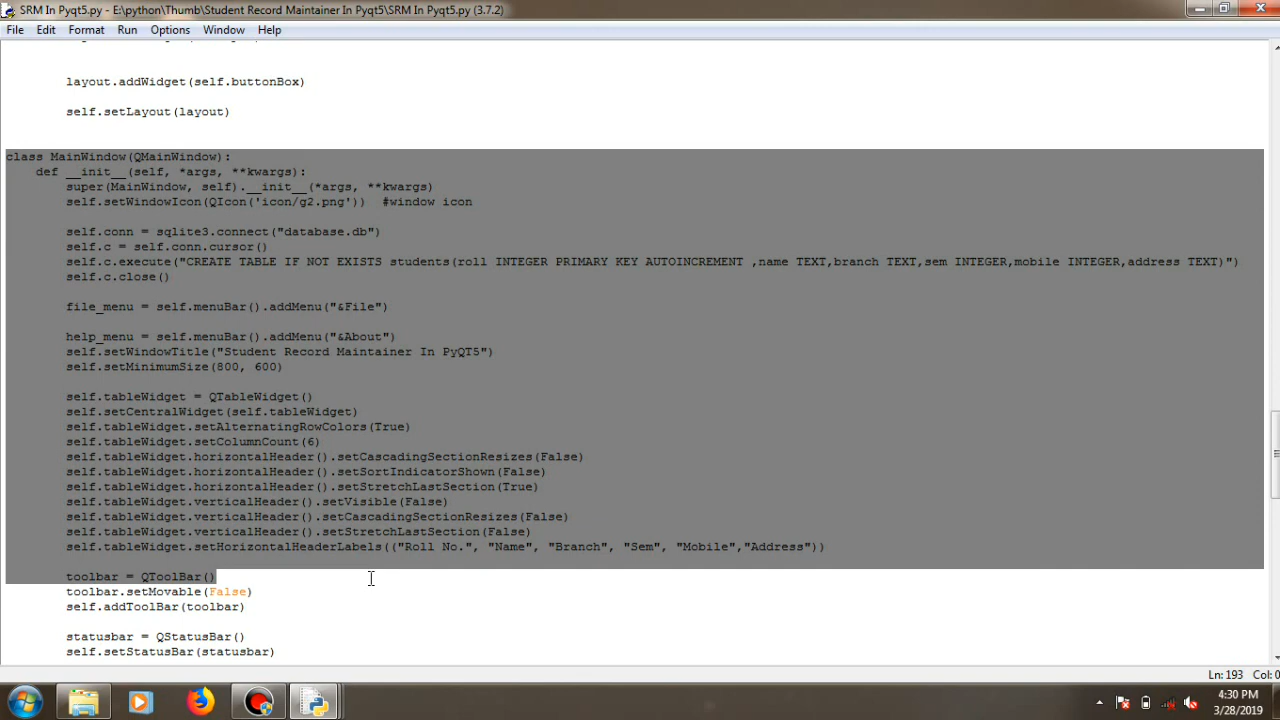 SRM In Pyqt5.py - E:\python\Thumb\Student Record Maintainer In Pyqt5\SRM In Pyqt5.py (3.7.2)
File Edit Format Run Options Window Help
layout.addWidget(self.buttonBox)
self.setLayout(layout)
class MainWindow(QMainWindow):
def __init__(self, *args, **kwargs):
super(MainWindow, self).__init__(*args, **kwargs)
self.setWindowIcon(QIcon('icon/g2.png'))  #window icon
self.conn = sqlite3.connect("database.db")
self.c = self.conn.cursor()
self.c.execute("CREATE TABLE IF NOT EXISTS students(roll INTEGER PRIMARY KEY AUTOINCREMENT ,name TEXT,branch TEXT,sem INTEGER,mobile INTEGER,address TEXT)")
self.c.close()
file_menu = self.menuBar().addMenu("&File")
help_menu = self.menuBar().addMenu("&About")
self.setWindowTitle("Student Record Maintainer In PyQT5")
self.setMinimumSize(800, 600)
self.tableWidget = QTableWidget()
self.setCentralWidget(self.tableWidget)
self.tableWidget.setAlternatingRowColors(True)
self.tableWidget.setColumnCount(6)
self.tableWidget.horizontalHeader().setCascadingSectionResizes(False)
self.tableWidget.horizontalHeader().setSortIndicatorShown(False)
self.tableWidget.horizontalHeader().setStretchLastSection(True)
self.tableWidget.verticalHeader().setVisible(False)
self.tableWidget.verticalHeader().setCascadingSectionResizes(False)
self.tableWidget.verticalHeader().setStretchLastSection(False)
self.tableWidget.setHorizontalHeaderLabels(("Roll No.", "Name", "Branch", "Sem", "Mobile","Address"))
toolbar = QToolBar()
toolbar.setMovable(False)
self.addToolBar(toolbar)
statusbar = QStatusBar()
self.setStatusBar(statusbar)
Ln: 193 Col: 0
4:30 PM
3/28/2019